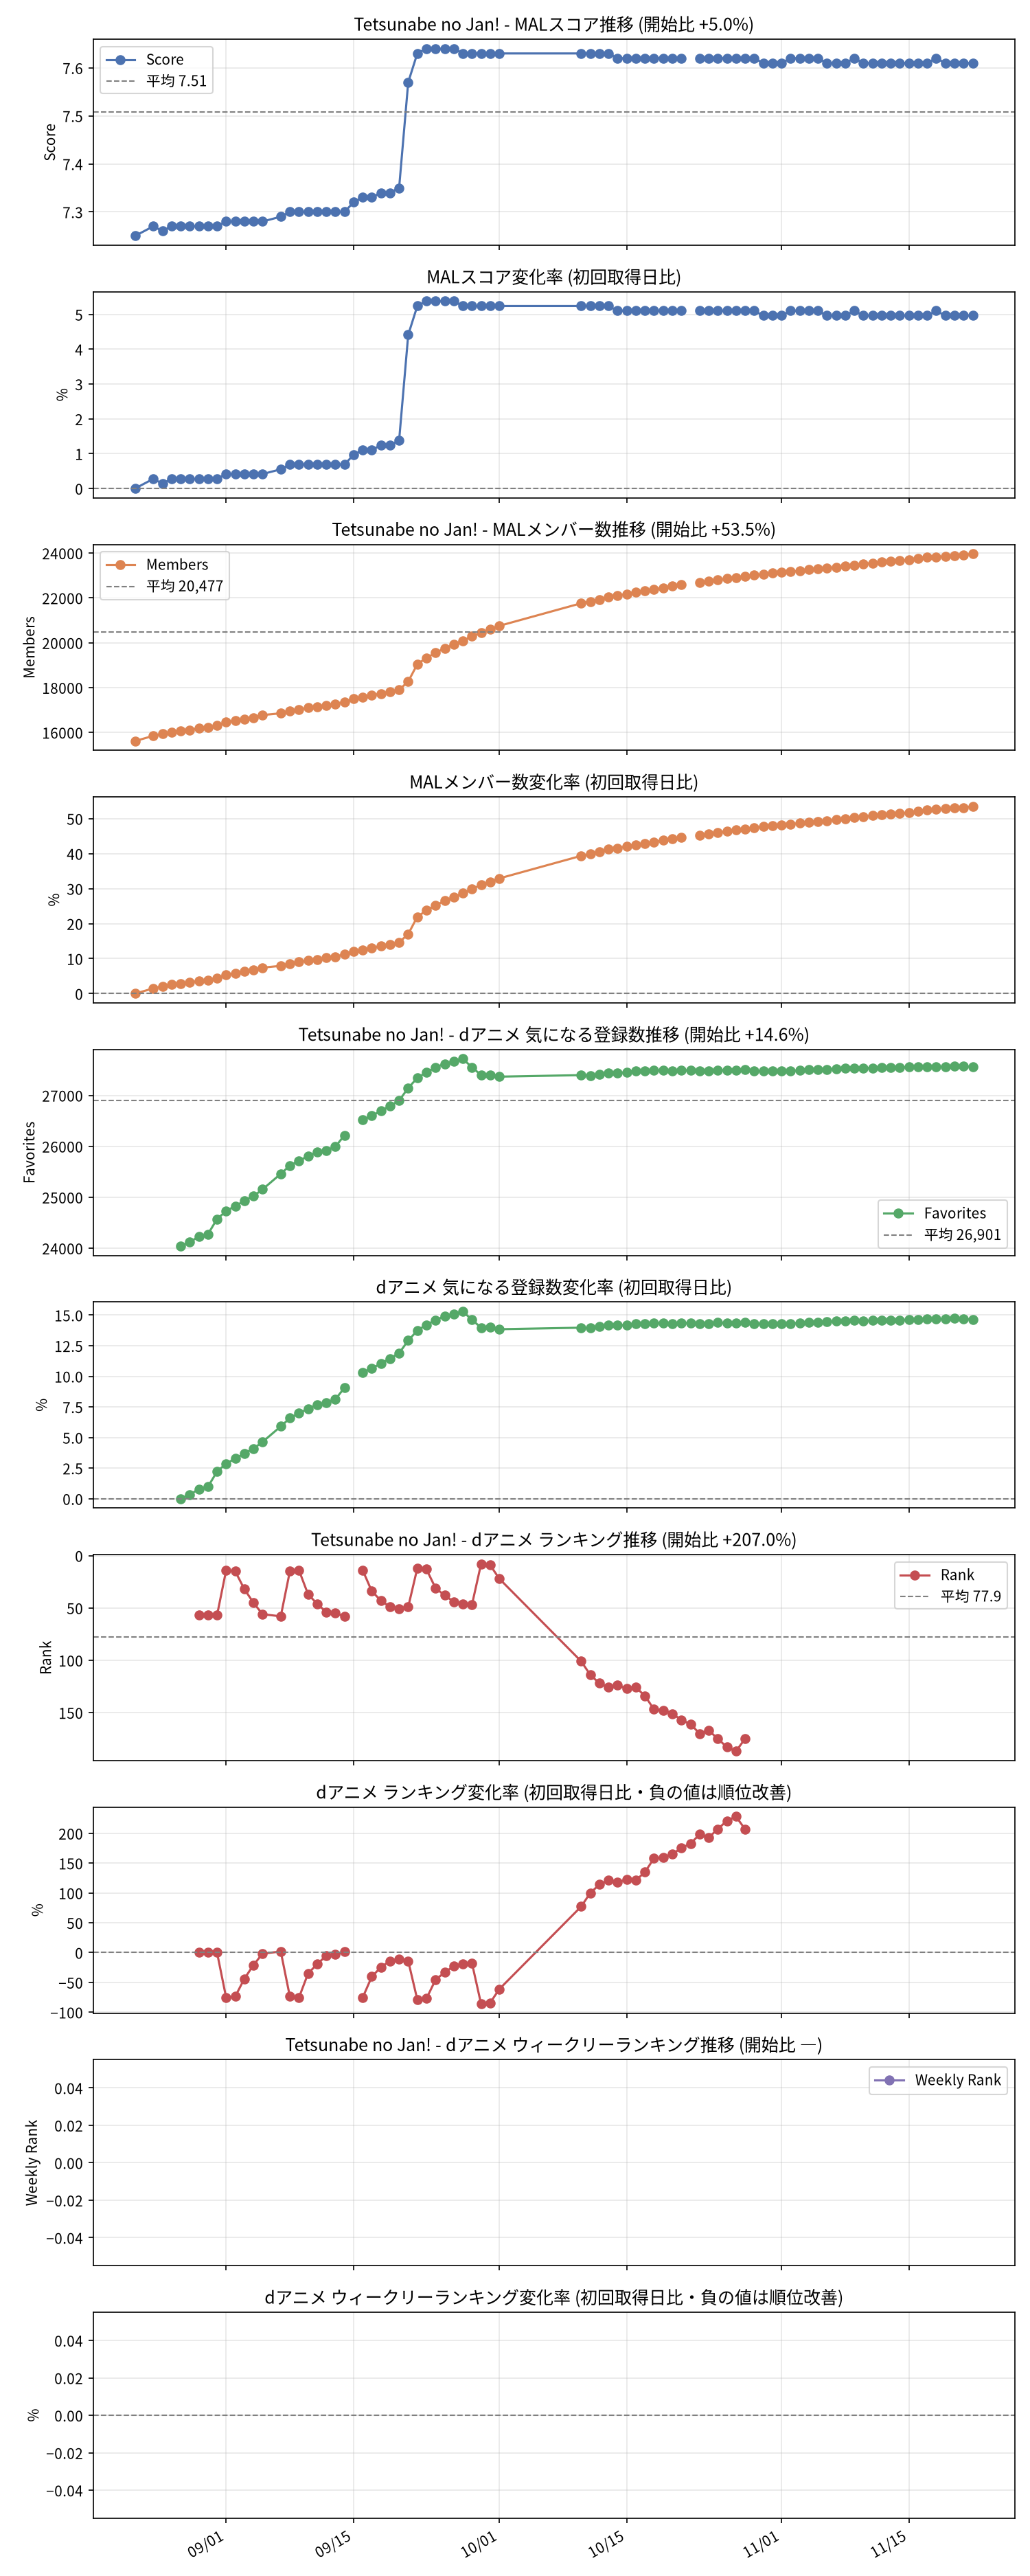 Tetsunabe no Jan! - MALスコア推移 (開始比 +5.0%)
Score
平均 7.51
7.6
7.5
7.4
7.3
Score
MALスコア変化率 (初回取得日比)
5
4
3
2
1
0
%
Tetsunabe no Jan! - MALメンバー数推移 (開始比 +53.5%)
Members
平均 20,477
24000
22000
20000
18000
16000
Members
MALメンバー数変化率 (初回取得日比)
50
40
30
20
10
0
%
Tetsunabe no Jan! - dアニメ 気になる登録数推移 (開始比 +14.6%)
27000
26000
25000
24000
Favorites
Favorites
平均 26,901
dアニメ 気になる登録数変化率 (初回取得日比)
15.0
12.5
10.0
7.5
5.0
2.5
0.0
%
Tetsunabe no Jan! - dアニメ ランキング推移 (開始比 +207.0%)
Rank
平均 77.9
0
50
100
150
Rank
dアニメ ランキング変化率 (初回取得日比・負の値は順位改善)
200
150
100
50
0
−50
−100
%
Tetsunabe no Jan! - dアニメ ウィークリーランキング推移 (開始比 —)
Weekly Rank
0.04
0.02
0.00
−0.02
−0.04
Weekly Rank
dアニメ ウィークリーランキング変化率 (初回取得日比・負の値は順位改善)
0.04
0.02
0.00
−0.02
−0.04
%
09/01
09/15
10/01
10/15
11/01
11/15